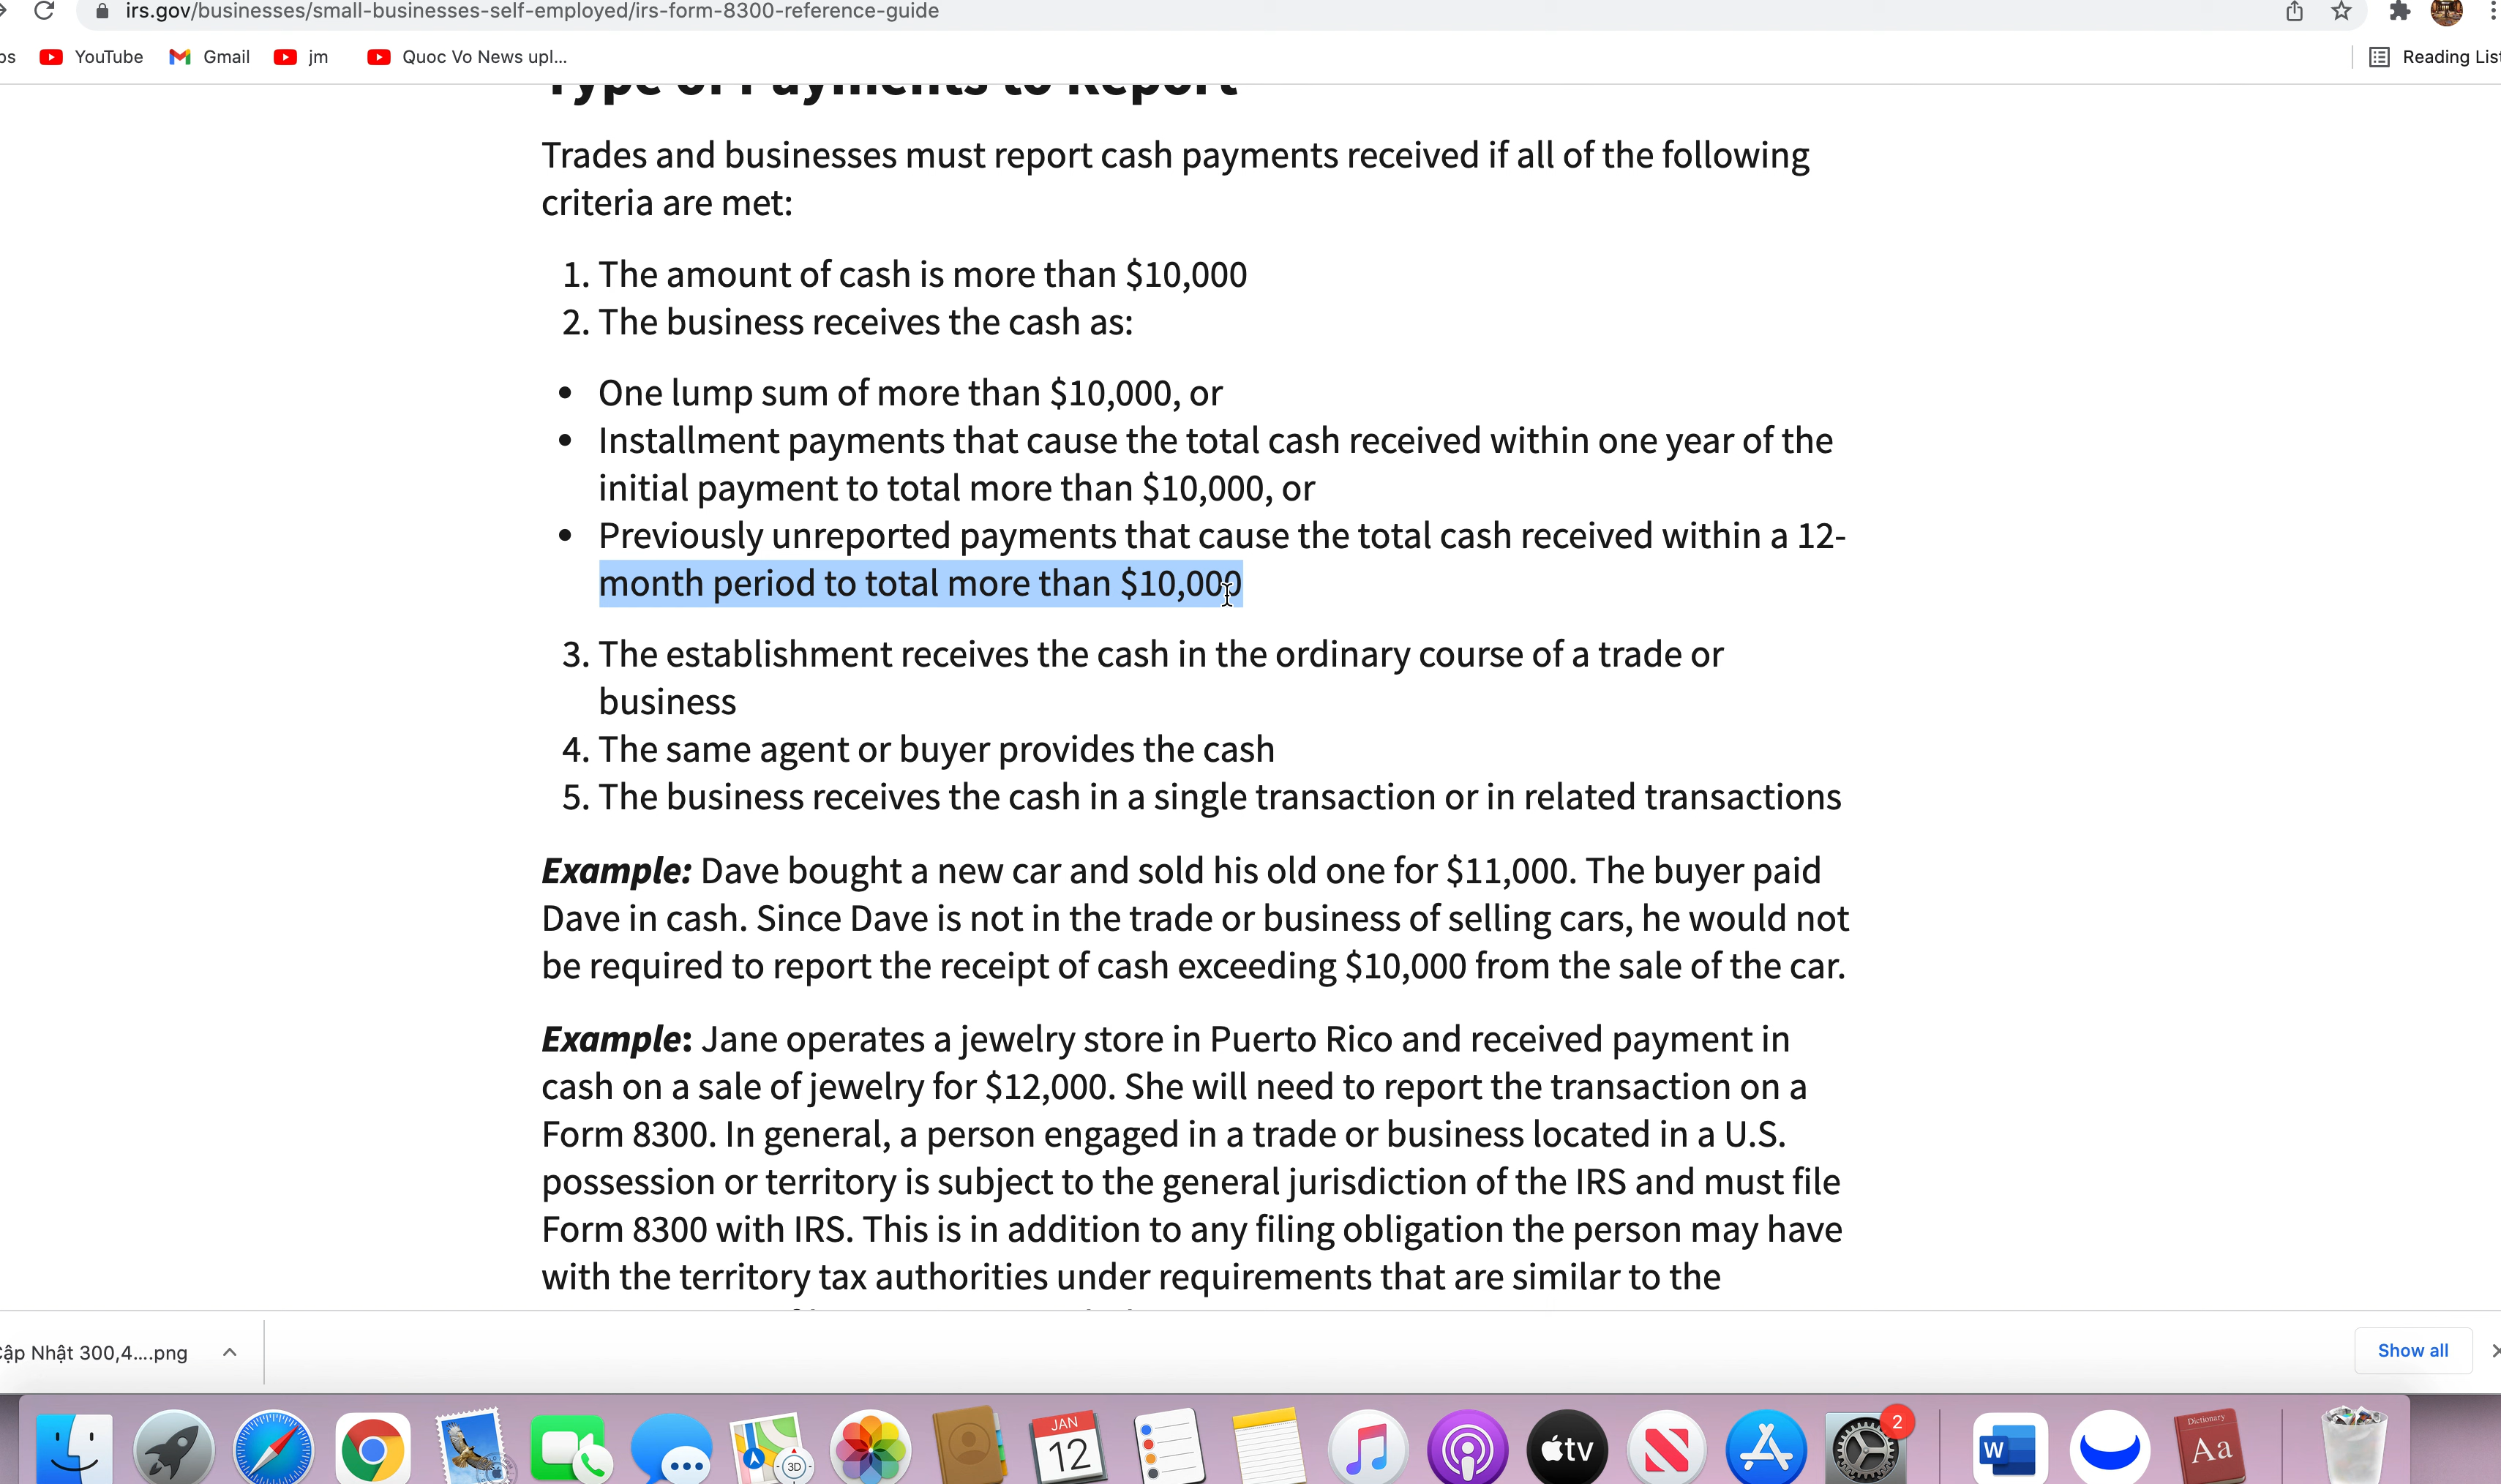 irs.gov/businesses/small-businesses-self-employed/irs-form-8300-reference-guide
YouTube Gmail jm Quoc Vo News upl... Reading List
Type of Payments to Report
Trades and businesses must report cash payments received if all of the following
criteria are met:
1. The amount of cash is more than $10,000
2. The business receives the cash as:
• One lump sum of more than $10,000, or
• Installment payments that cause the total cash received within one year of the
initial payment to total more than $10,000, or
• Previously unreported payments that cause the total cash received within a 12-
month period to total more than $10,000
3. The establishment receives the cash in the ordinary course of a trade or
business
4. The same agent or buyer provides the cash
5. The business receives the cash in a single transaction or in related transactions
Example: Dave bought a new car and sold his old one for $11,000. The buyer paid
Dave in cash. Since Dave is not in the trade or business of selling cars, he would not
be required to report the receipt of cash exceeding $10,000 from the sale of the car.
Example: Jane operates a jewelry store in Puerto Rico and received payment in
cash on a sale of jewelry for $12,000. She will need to report the transaction on a
Form 8300. In general, a person engaged in a trade or business located in a U.S.
possession or territory is subject to the general jurisdiction of the IRS and must file
Form 8300 with IRS. This is in addition to any filing obligation the person may have
with the territory tax authorities under requirements that are similar to the
Cập Nhật 300,4....png Show all
3D JAN 12 tv 2 W Dictionary Aa